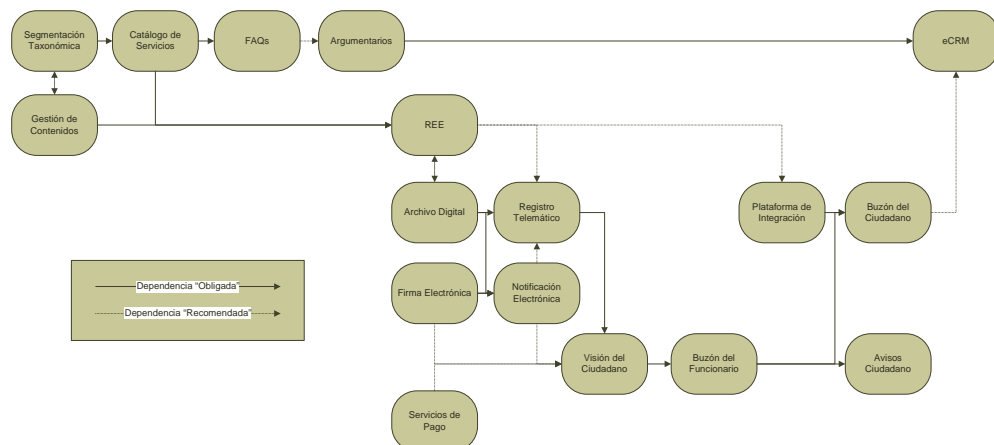 Segmentación
Taxonómica
Catálogo de
Servicios
FAQs
Argumentarios
eCRM
Gestión de
Contenidos
REE
Archivo Digital
Registro
Telemático
Plataforma de
Integración
Buzón del
Ciudadano
Firma Electrónica
Notificación
Electrónica
Dependencia “Obligada”
Dependencia “Recomendada”
Visión del
Ciudadano
Buzón del
Funcionario
Avisos
Ciudadano
Servicios de
Pago